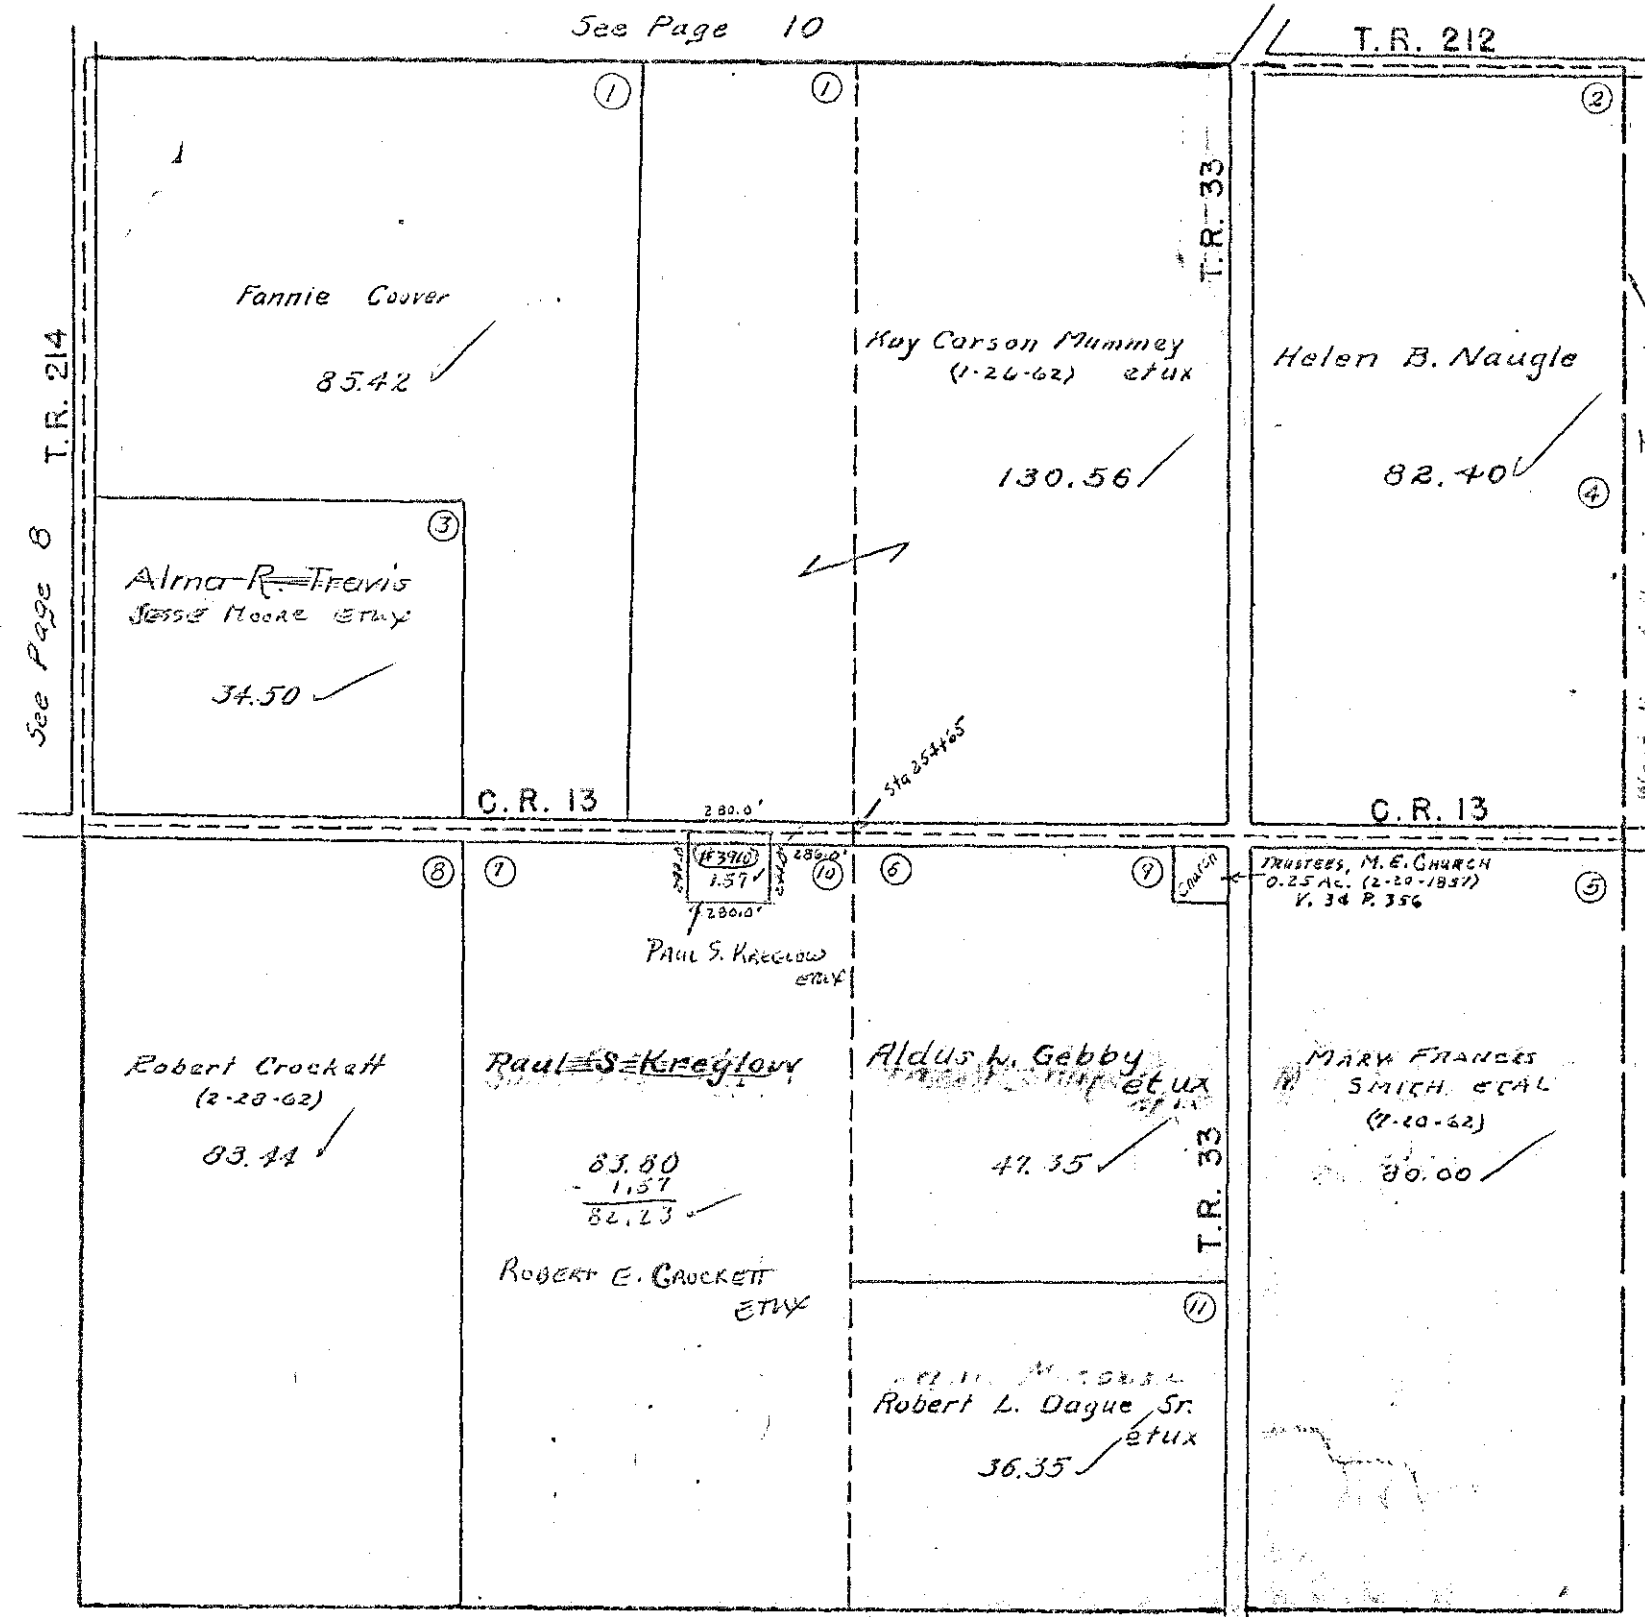 See Page 10
T.R. 212
1
1
2
T.R. 33
Fannie Coover
85.42
T.R. 214
Kay Carson Mummey
(1-26-62) etux
130.56
Helen B. Naugle
82.40
4
See Page 8
3
Alma R. Travis
Jesse Moore etux
34.50
Sta 254+65
C.R. 13
280.0'
C.R. 13
8
7
1.57
286.0'
10
6
9
Church
TRUSTEES, M.E. CHURCH
0.25 AC. (2-20-1857)
V. 34 P. 356
5
280.0'
PAUL S. KREGLOW
ETUX
Robert Crockett
(2-28-62)
83.44
Paul S. Kreglow
83.80
- 1.57
82.23
ROBERT E. CROCKETT
ETUX
Aldus L. Gebby
et ux
47.35
T.R. 33
MARY FRANCES
SMITH ETAL
80.00
11
Robert L. Dague Sr.
etux
36.35